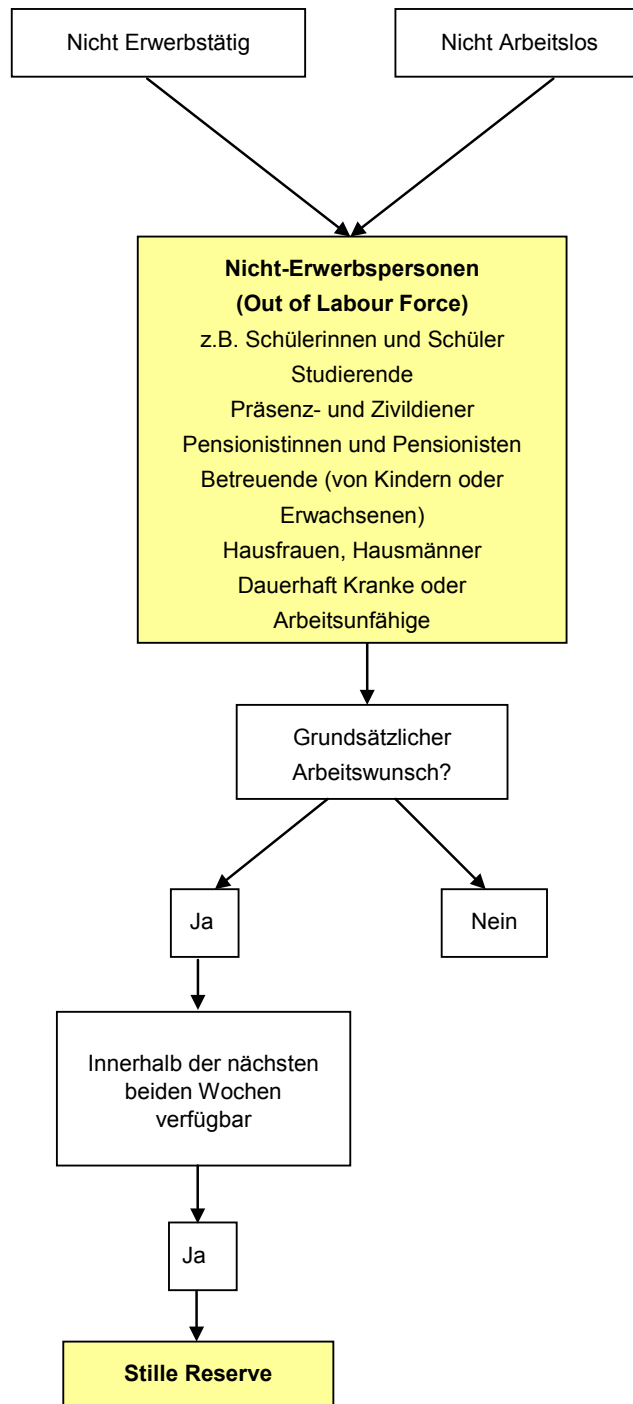 Nicht Erwerbstätig
Nicht Arbeitslos
Nicht-Erwerbspersonen
(Out of Labour Force)
z.B. Schülerinnen und Schüler
Studierende
Präsenz- und Zivildiener
Pensionistinnen und Pensionisten
Betreuende (von Kindern oder
Erwachsenen)
Hausfrauen, Hausmänner
Dauerhaft Kranke oder
Arbeitsunfähige
Grundsätzlicher
Arbeitswunsch?
Ja
Nein
Innerhalb der nächsten
beiden Wochen
verfügbar
Ja
Stille Reserve